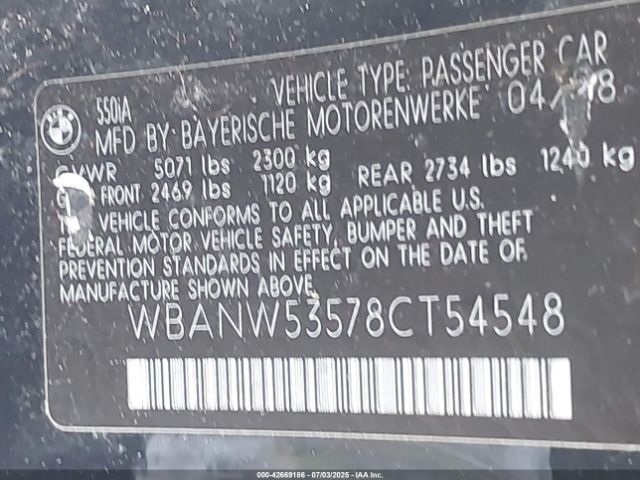 BMW
550iA
VEHICLE TYPE: PASSENGER CAR
MFD BY BAYERISCHE MOTORENWERKE 04/
5071 lbs 2300 kg
FRONT 2469 lbs 1120 kg REAR 2734 lbs 1240 kg
VEHICLE CONFORMS TO ALL APPLICABLE U.S.
FEDERAL MOTOR VEHICLE SAFETY, BUMPER AND THEFT
PREVENTION STANDARDS IN EFFECT ON THE DATE OF
MANUFACTURE SHOWN ABOVE.
WBANW53578CT54548
000-42669186 - 07/03/2025 - IAA Inc.